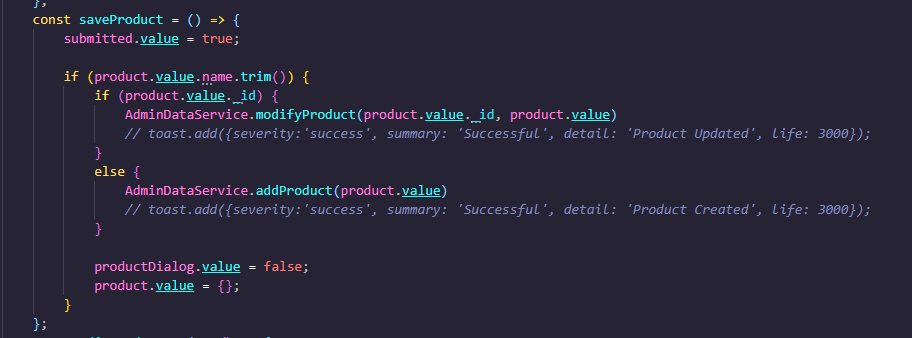 };
const saveProduct = () => {
submitted.value = true;
if (product.value.name.trim()) {
if (product.value._id) {
AdminDataService.modifyProduct(product.value._id, product.value)
// toast.add({severity:'success', summary: 'Successful', detail: 'Product Updated', life: 3000});
}
else {
AdminDataService.addProduct(product.value)
// toast.add({severity:'success', summary: 'Successful', detail: 'Product Created', life: 3000});
}
productDialog.value = false;
product.value = {};
}
};